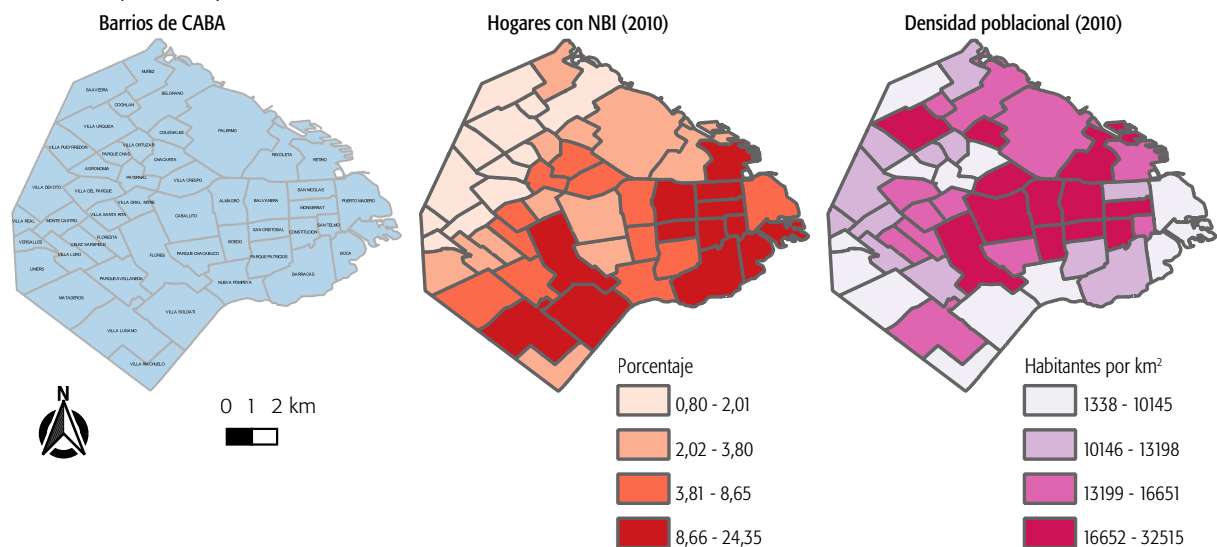 Barrios de CABA
NUÑEZ
SAAVEDRA
BELGRANO
COGHLAN
VILLA URQUIZA
COLEGIALES
PALERMO
VILLA ORTUZAR
VILLA PUEYRREDON
PARQUE CHAS
CHACARITA
RECOLETA
RETIRO
AGRONOMIA
PATERNAL
VILLA CRESPO
VILLA DEVOTO
VILLA DEL PARQUE
SAN NICOLAS
VILLA GRAL. MITRE
ALMAGRO
BALVANERA
PUERTO MADERO
MONSERRAT
VILLA REAL
MONTE CASTRO
VILLA SANTA RITA
CABALLITO
SAN TELMO
SAN CRISTOBAL
CONSTITUCION
FLORESTA
VERSALLES
VELEZ SARSFIELD
BOEDO
VILLA LURO
FLORES
PARQUE CHACABUCO
PARQUE PATRICIOS
BOCA
LINIERS
BARRACAS
PARQUE AVELLANEDA
NUEVA POMPEYA
MATADEROS
VILLA SOLDATI
VILLA LUGANO
VILLA RIACHUELO
N
0 1 2 km
Hogares con NBI (2010)
Porcentaje
0,80 - 2,01
2,02 - 3,80
3,81 - 8,65
8,66 - 24,35
Densidad poblacional (2010)
Habitantes por km²
1338 - 10145
10146 - 13198
13199 - 16651
16652 - 32515